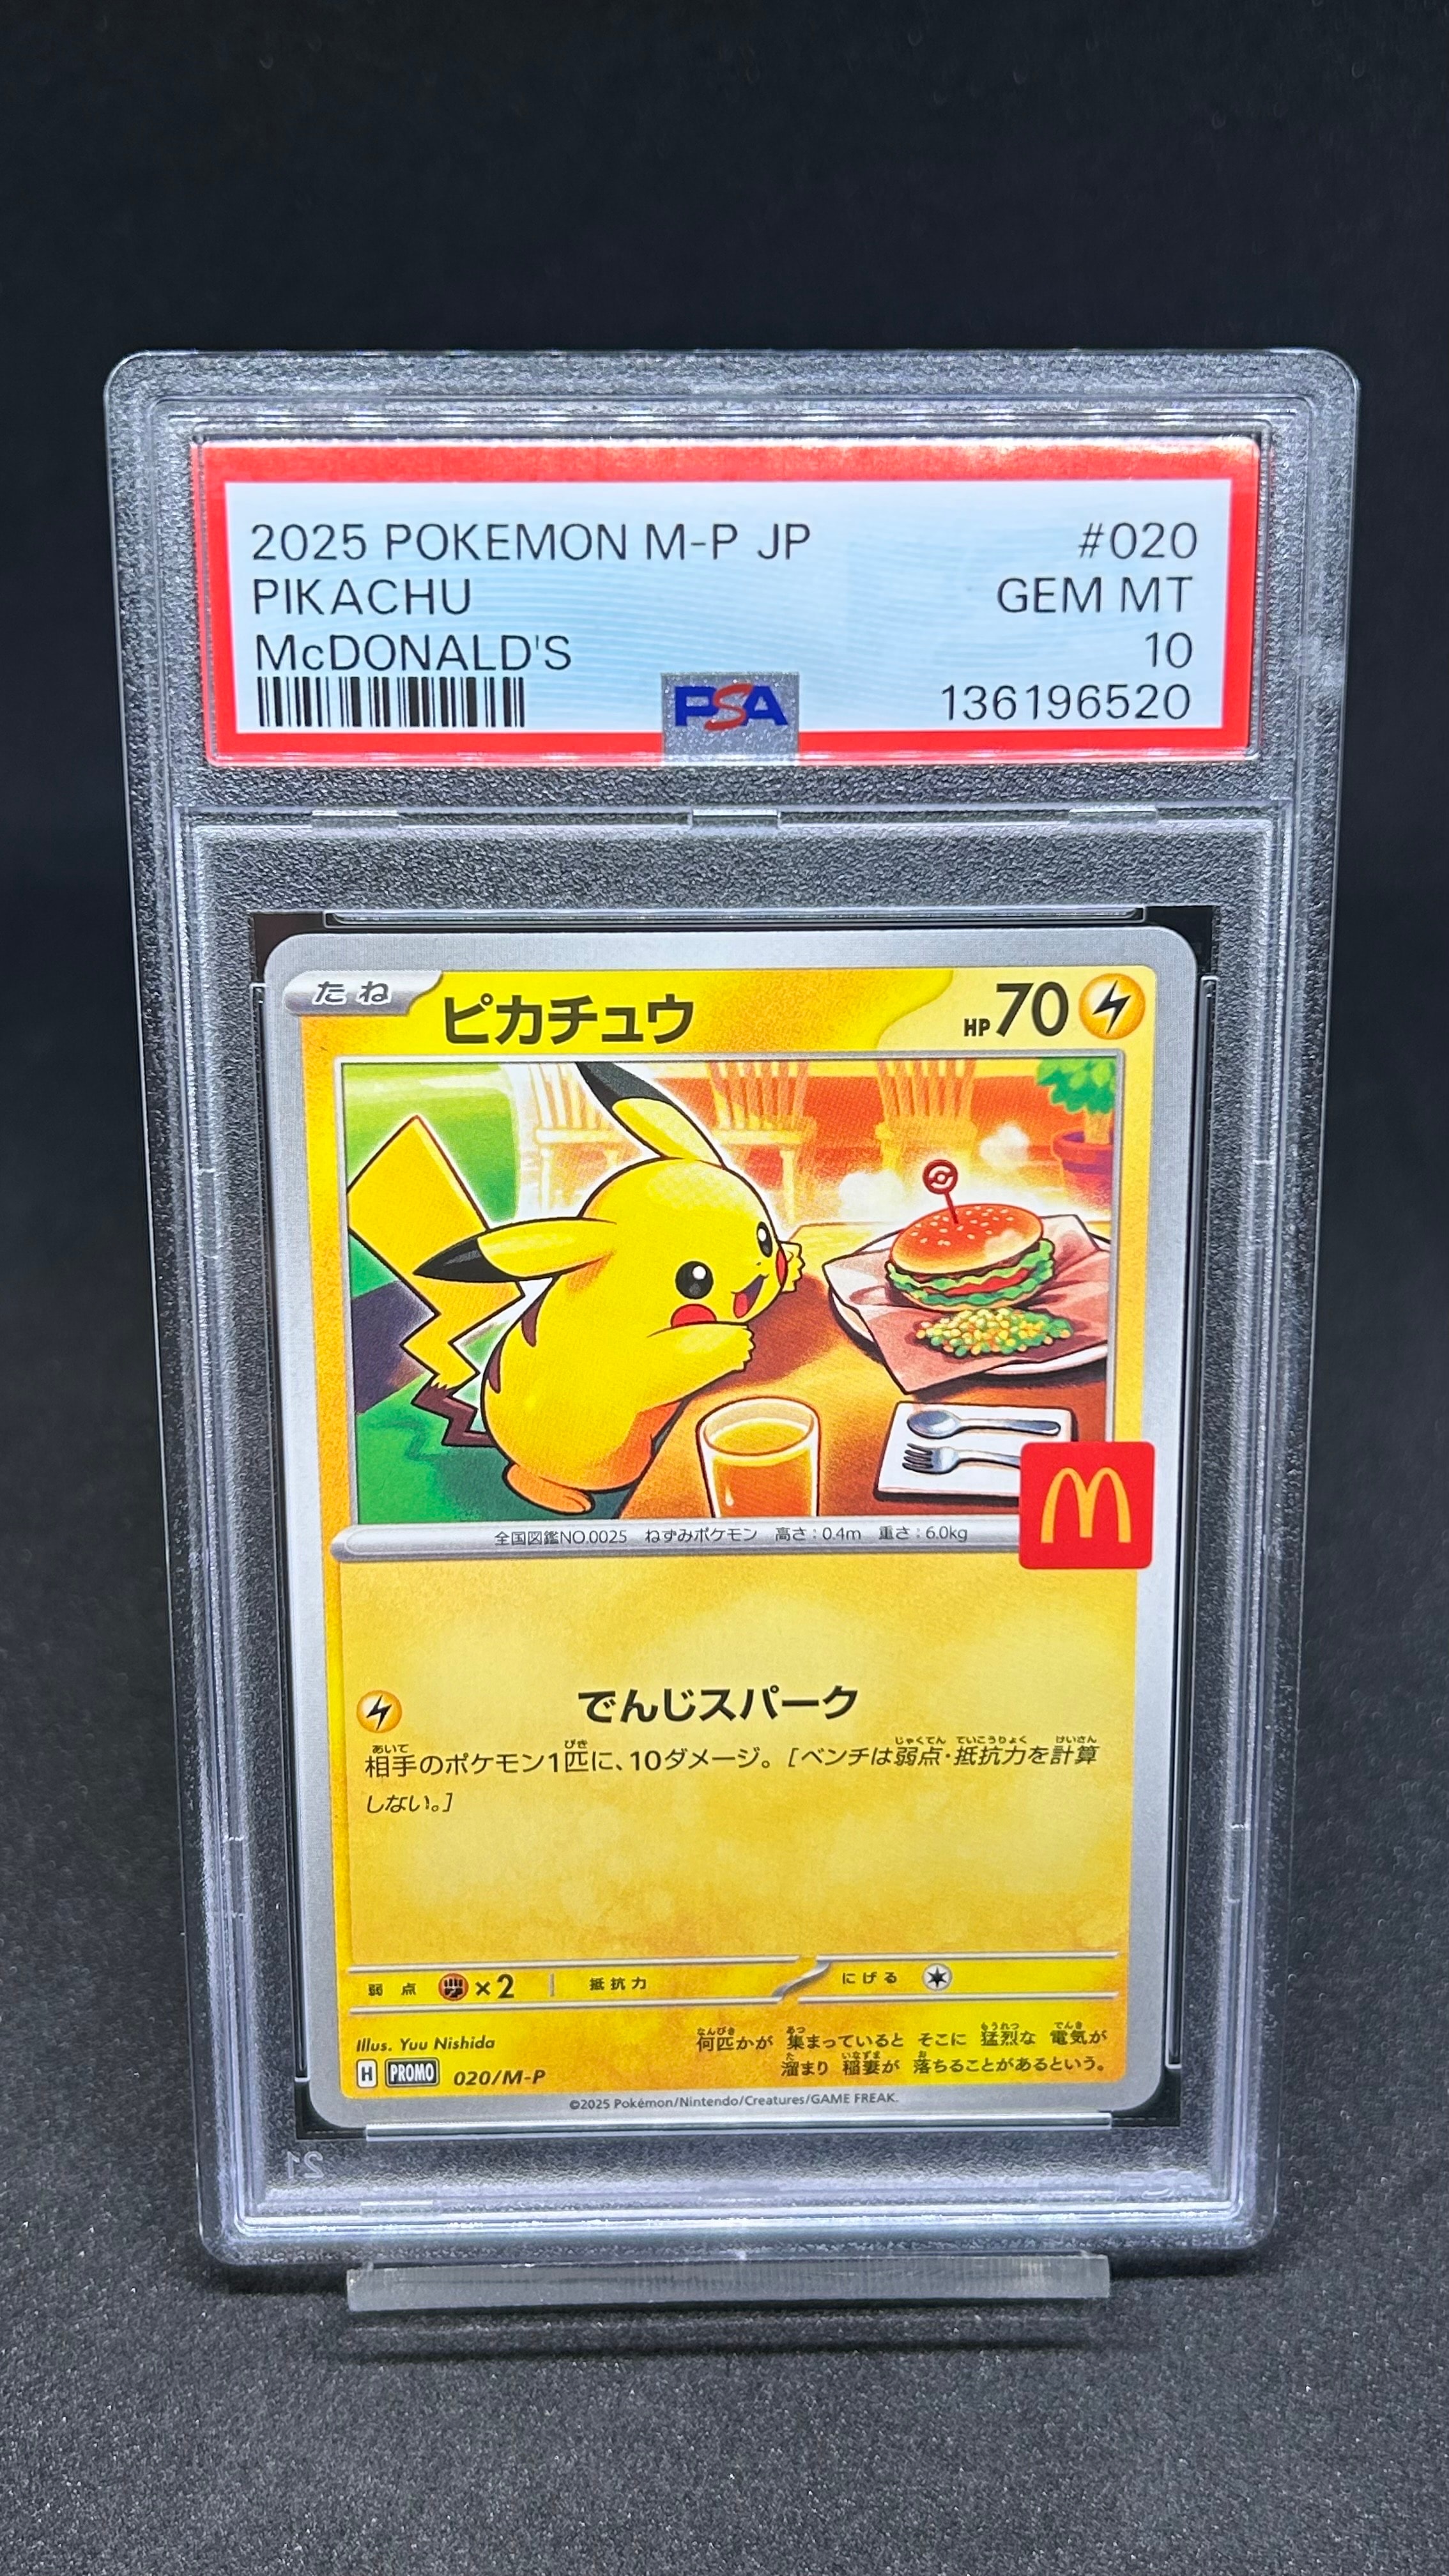 2025 POKEMON M-P JP #020
PIKACHU GEM MT
McDONALD'S 10
PSA 136196520
たね ピカチュウ HP70
全国図鑑NO.0025 ねずみポケモン 高さ:0.4m 重さ:6.0kg
でんじスパーク
相手のポケモン1匹に、10ダメージ。[ベンチは弱点・抵抗力を計算
しない。]
弱点 ×2 抵抗力 にげる
Illus. Yuu Nishida
H PROMO 020/M-P
何匹かが 集まっていると そこに 猛烈な 電気が
溜まり 稲妻が 落ちることがあるという。
©2025 Pokémon/Nintendo/Creatures/GAME FREAK.